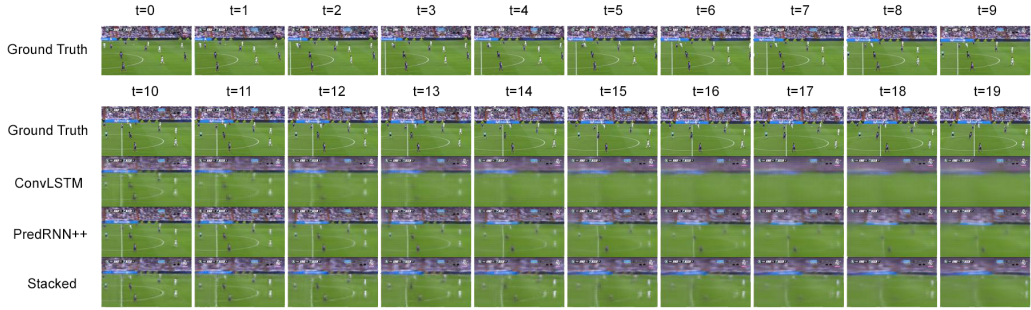 t=0 t=1 t=2 t=3 t=4 t=5 t=6 t=7 t=8 t=9
Ground Truth
t=10 t=11 t=12 t=13 t=14 t=15 t=16 t=17 t=18 t=19
Ground Truth
ConvLSTM
PredRNN++
Stacked